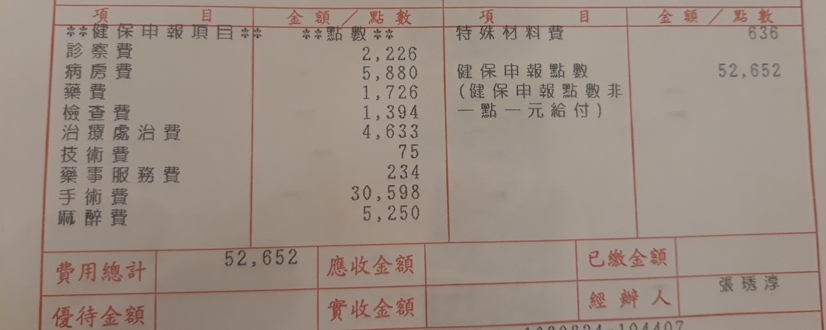 項 目 金額／點數 項 目 金額／點數
**健保申報項目** **點數** 特殊材料費 636
診察費 2,226
病房費 5,880 健保申報點數 52,652
藥費 1,726 (健保申報點數非
檢查費 1,394 一點一元給付)
治療處治費 4,633
技術費 75
藥事服務費 234
手術費 30,598
麻醉費 5,250
費用總計 52,652 應收金額 已繳金額
優待金額 實收金額 經辦人 張琇淳